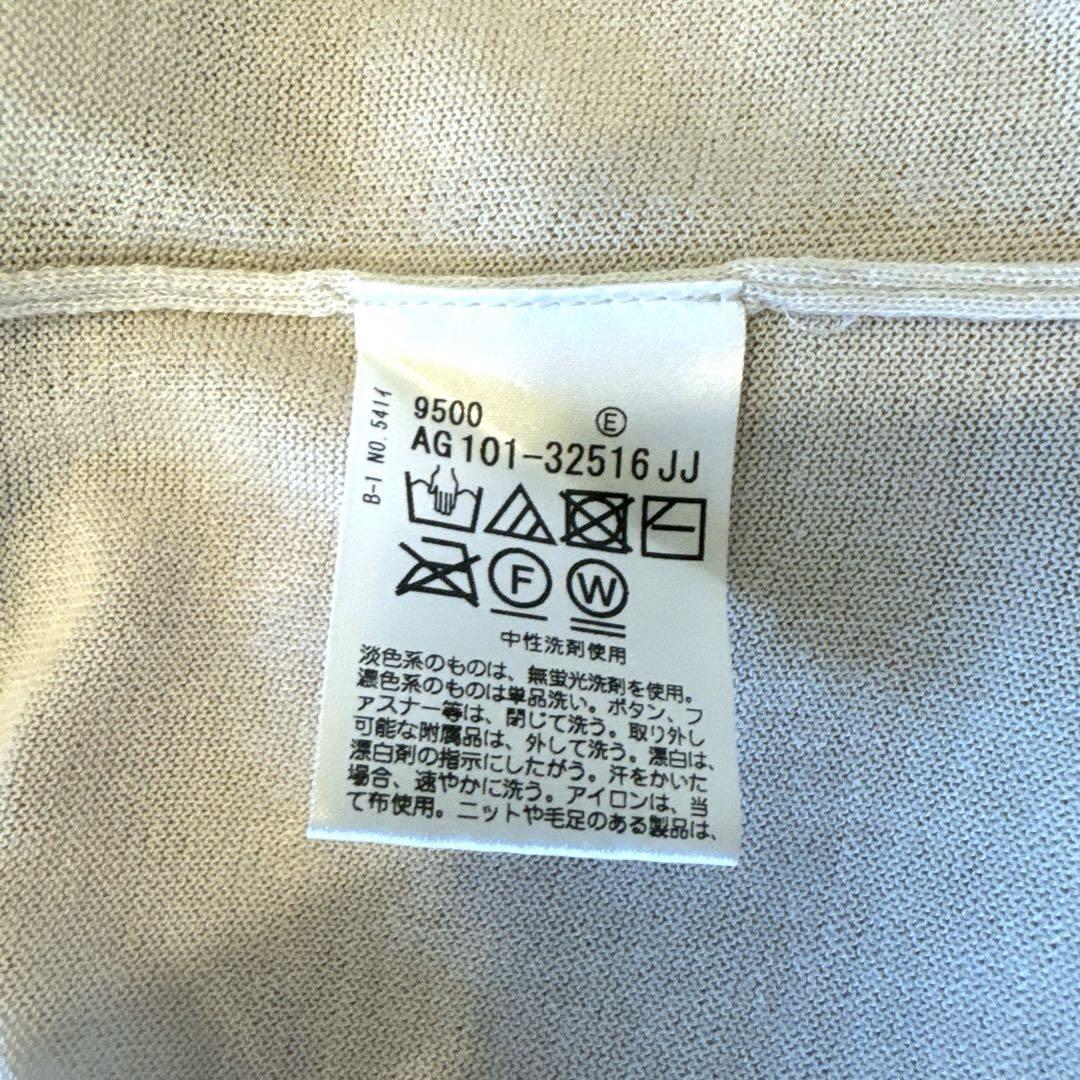 9500 Ⓔ
AG101-32516JJ
B-1 NO.541イ
F W
中性洗剤使用
淡色系のものは、無蛍光洗剤を使用。
濃色系のものは単品洗い。ボタン、フ
ァスナー等は、閉じて洗う。取り外し
可能な附属品は、外して洗う。漂白は、
漂白剤の指示にしたがう。汗をかいた
場合、速やかに洗う。アイロンは、当
て布使用。ニットや毛足のある製品は、